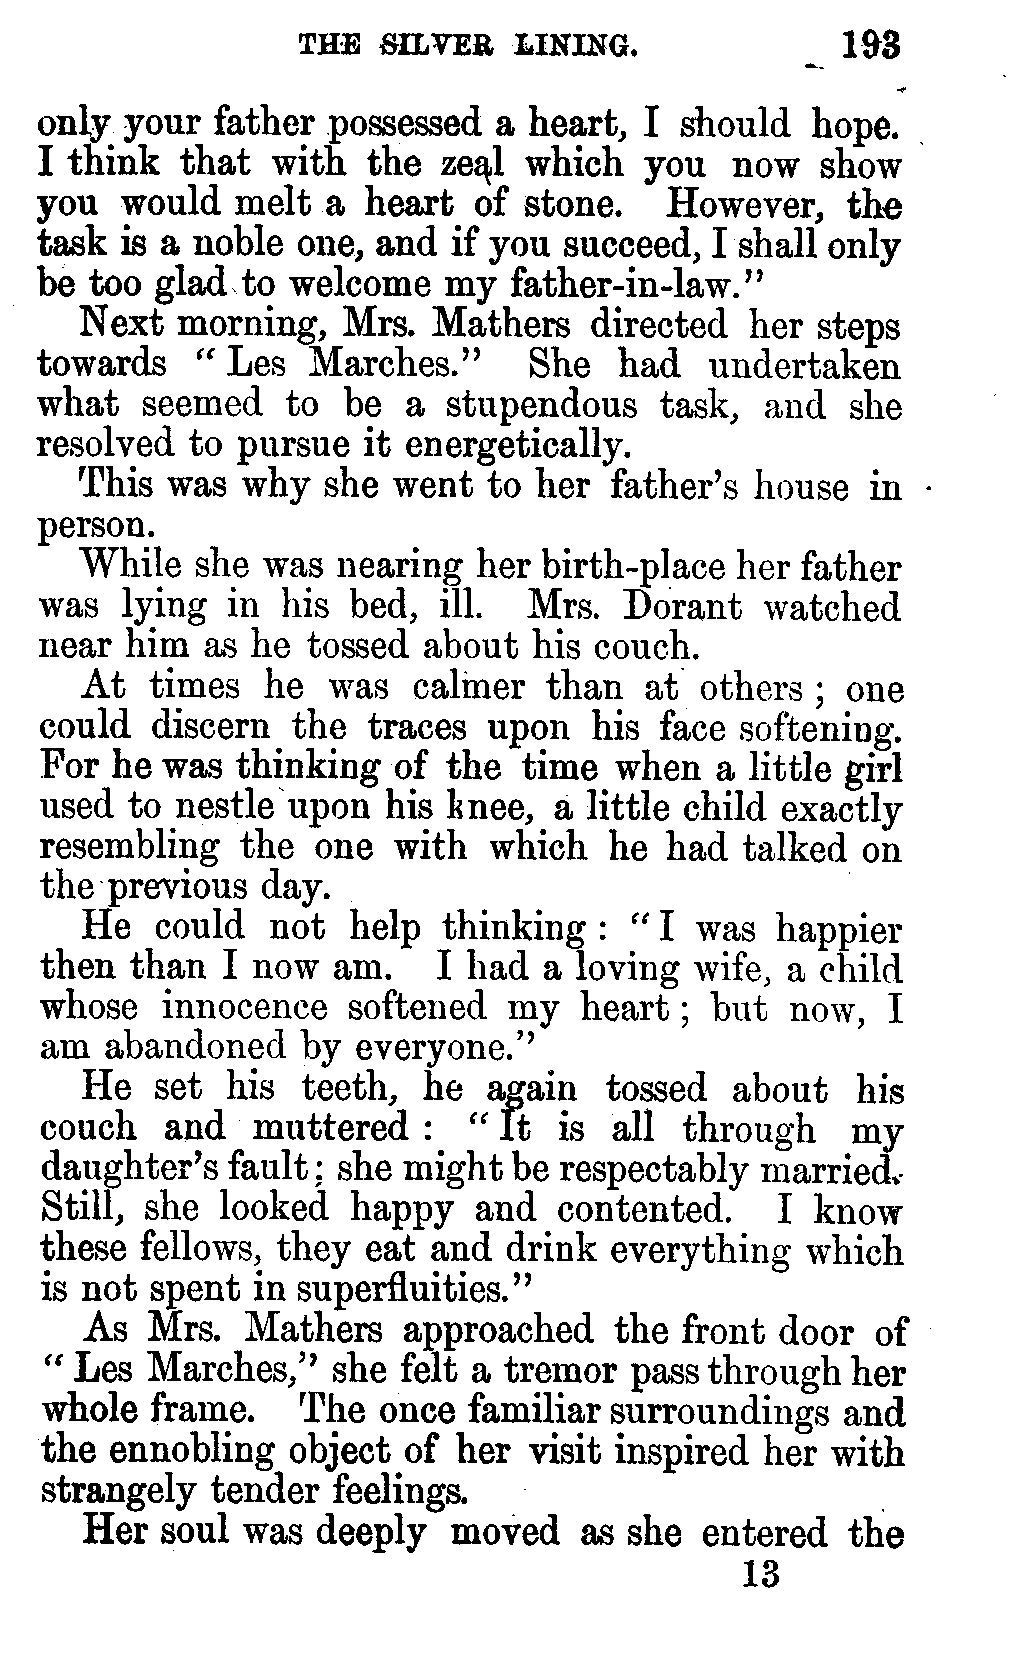 THE SILVER LINING. 193
only your father possessed a heart, I should hope.
I think that with the zeal which you now show
you would melt a heart of stone. However, the
task is a noble one, and if you succeed, I shall only
be too glad to welcome my father-in-law."
Next morning, Mrs. Mathers directed her steps
towards "Les Marches." She had undertaken
what seemed to be a stupendous task, and she
resolved to pursue it energetically.
This was why she went to her father's house in
person.
While she was nearing her birth-place her father
was lying in his bed, ill. Mrs. Dorant watched
near him as he tossed about his couch.
At times he was calmer than at others ; one
could discern the traces upon his face softening.
For he was thinking of the time when a little girl
used to nestle upon his knee, a little child exactly
resembling the one with which he had talked on
the previous day.
He could not help thinking : "I was happier
then than I now am. I had a loving wife, a child
whose innocence softened my heart ; but now, I
am abandoned by everyone."
He set his teeth, he again tossed about his
couch and muttered : "It is all through my
daughter's fault; she might be respectably married.
Still, she looked happy and contented. I know
these fellows, they eat and drink everything which
is not spent in superfluities."
As Mrs. Mathers approached the front door of
"Les Marches," she felt a tremor pass through her
whole frame. The once familiar surroundings and
the ennobling object of her visit inspired her with
strangely tender feelings.
Her soul was deeply moved as she entered the
13